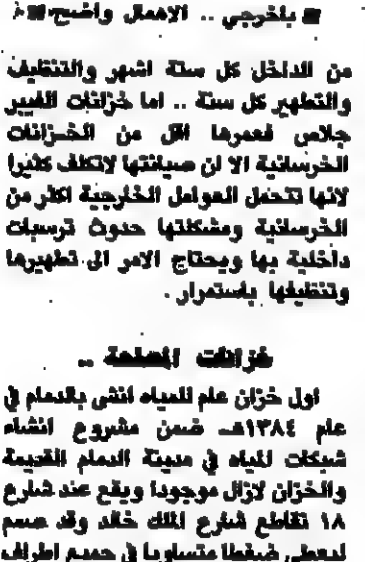 باخرجي .. الاهمال واضح
من الداخل كل ستة اشهر والتنظيف
والتطهير كل سنة .. اما خزانات الفيبر
جلاس فعمرها اقل من الخزانات
الخرسانية الا ان صيانتها لاتكلف كثيرا
لانها تتحمل العوامل الخارجية اكثر من
الخرسانية ومشكلتها حدوث ترسبات
داخلية بها ويحتاج الامر الى تطهيرها
وتنظيفها باستمرار .
خزانات المصلحة ..
اول خزان عام للمياه انشى بالدمام في
عام ١٣٨٤هـ ضمن مشروع انشاء
شبكات المياه في مدينة الدمام القديمة
والخزان لازال موجودا ويقع عند شارع
١٨ تقاطع شارع الملك خالد وقد صمم
ليعطي ضغطا متساويا في جميع اطراف